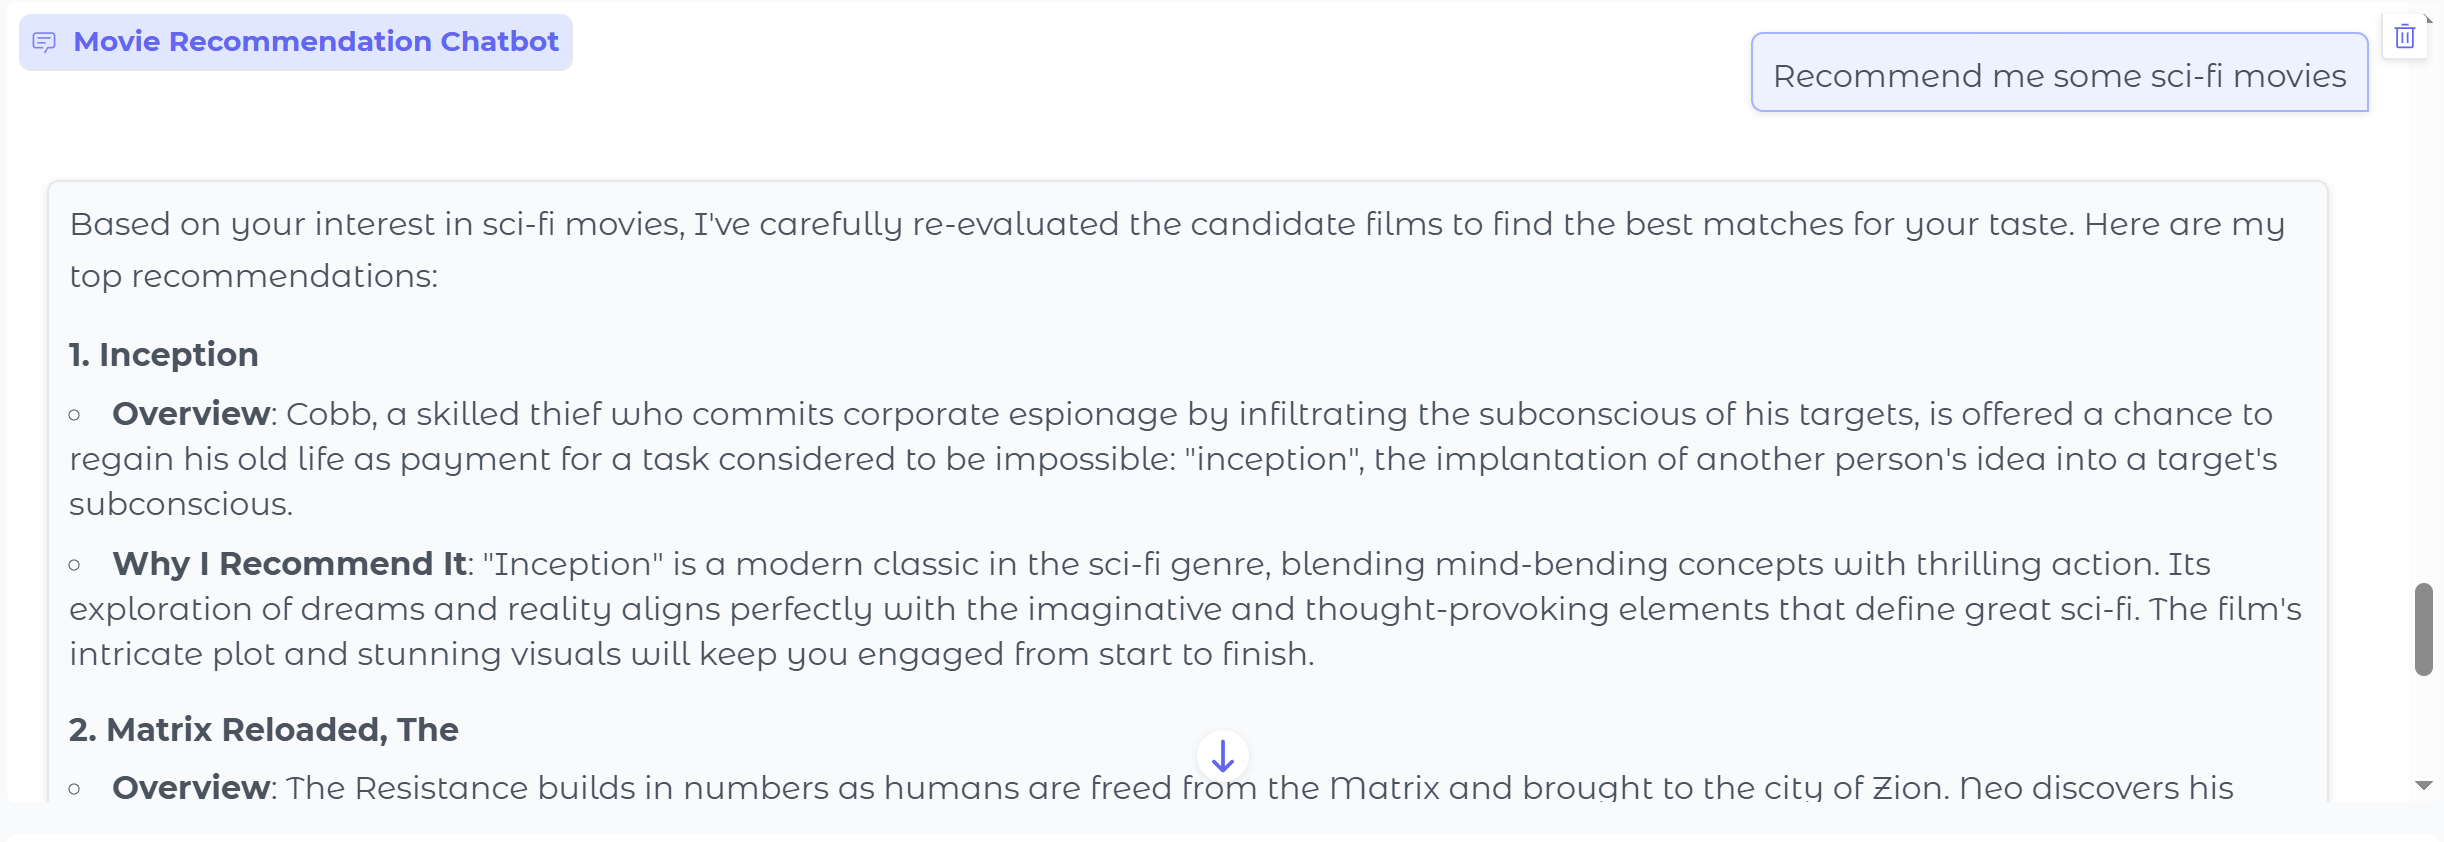 Movie Recommendation Chatbot
Recommend me some sci-fi movies
Based on your interest in sci-fi movies, I've carefully re-evaluated the candidate films to find the best matches for your taste. Here are my
top recommendations:
1. Inception
◦ Overview: Cobb, a skilled thief who commits corporate espionage by infiltrating the subconscious of his targets, is offered a chance to
regain his old life as payment for a task considered to be impossible: "inception", the implantation of another person's idea into a target's
subconscious.
◦ Why I Recommend It: "Inception" is a modern classic in the sci-fi genre, blending mind-bending concepts with thrilling action. Its
exploration of dreams and reality aligns perfectly with the imaginative and thought-provoking elements that define great sci-fi. The film's
intricate plot and stunning visuals will keep you engaged from start to finish.
2. Matrix Reloaded, The
◦ Overview: The Resistance builds in numbers as humans are freed from the Matrix and brought to the city of Zion. Neo discovers his